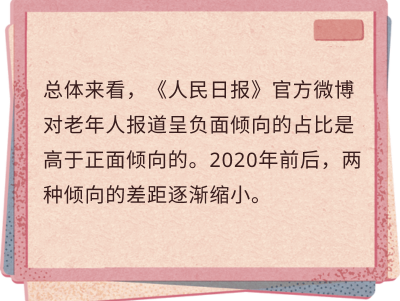 总体来看，《人民日报》官方微博
对老年人报道呈负面倾向的占比是
高于正面倾向的。2020年前后，两
种倾向的差距逐渐缩小。